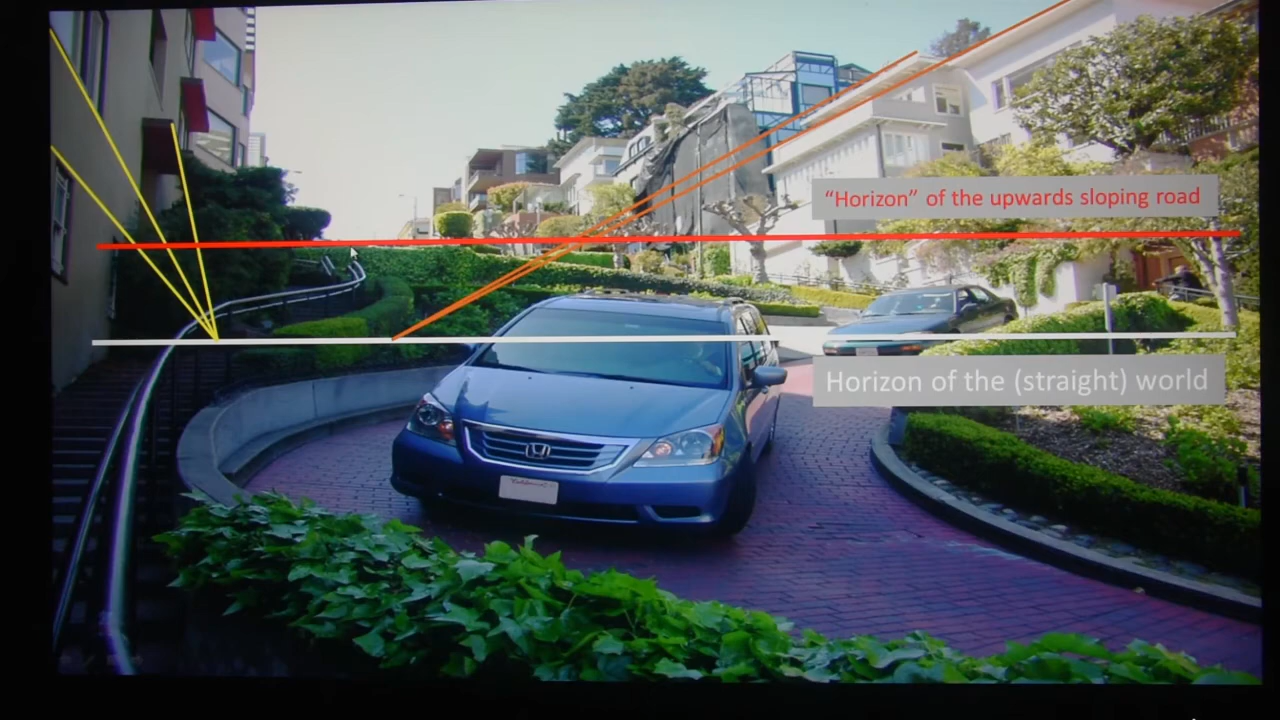 “Horizon” of the upwards sloping road
Horizon of the (straight) world